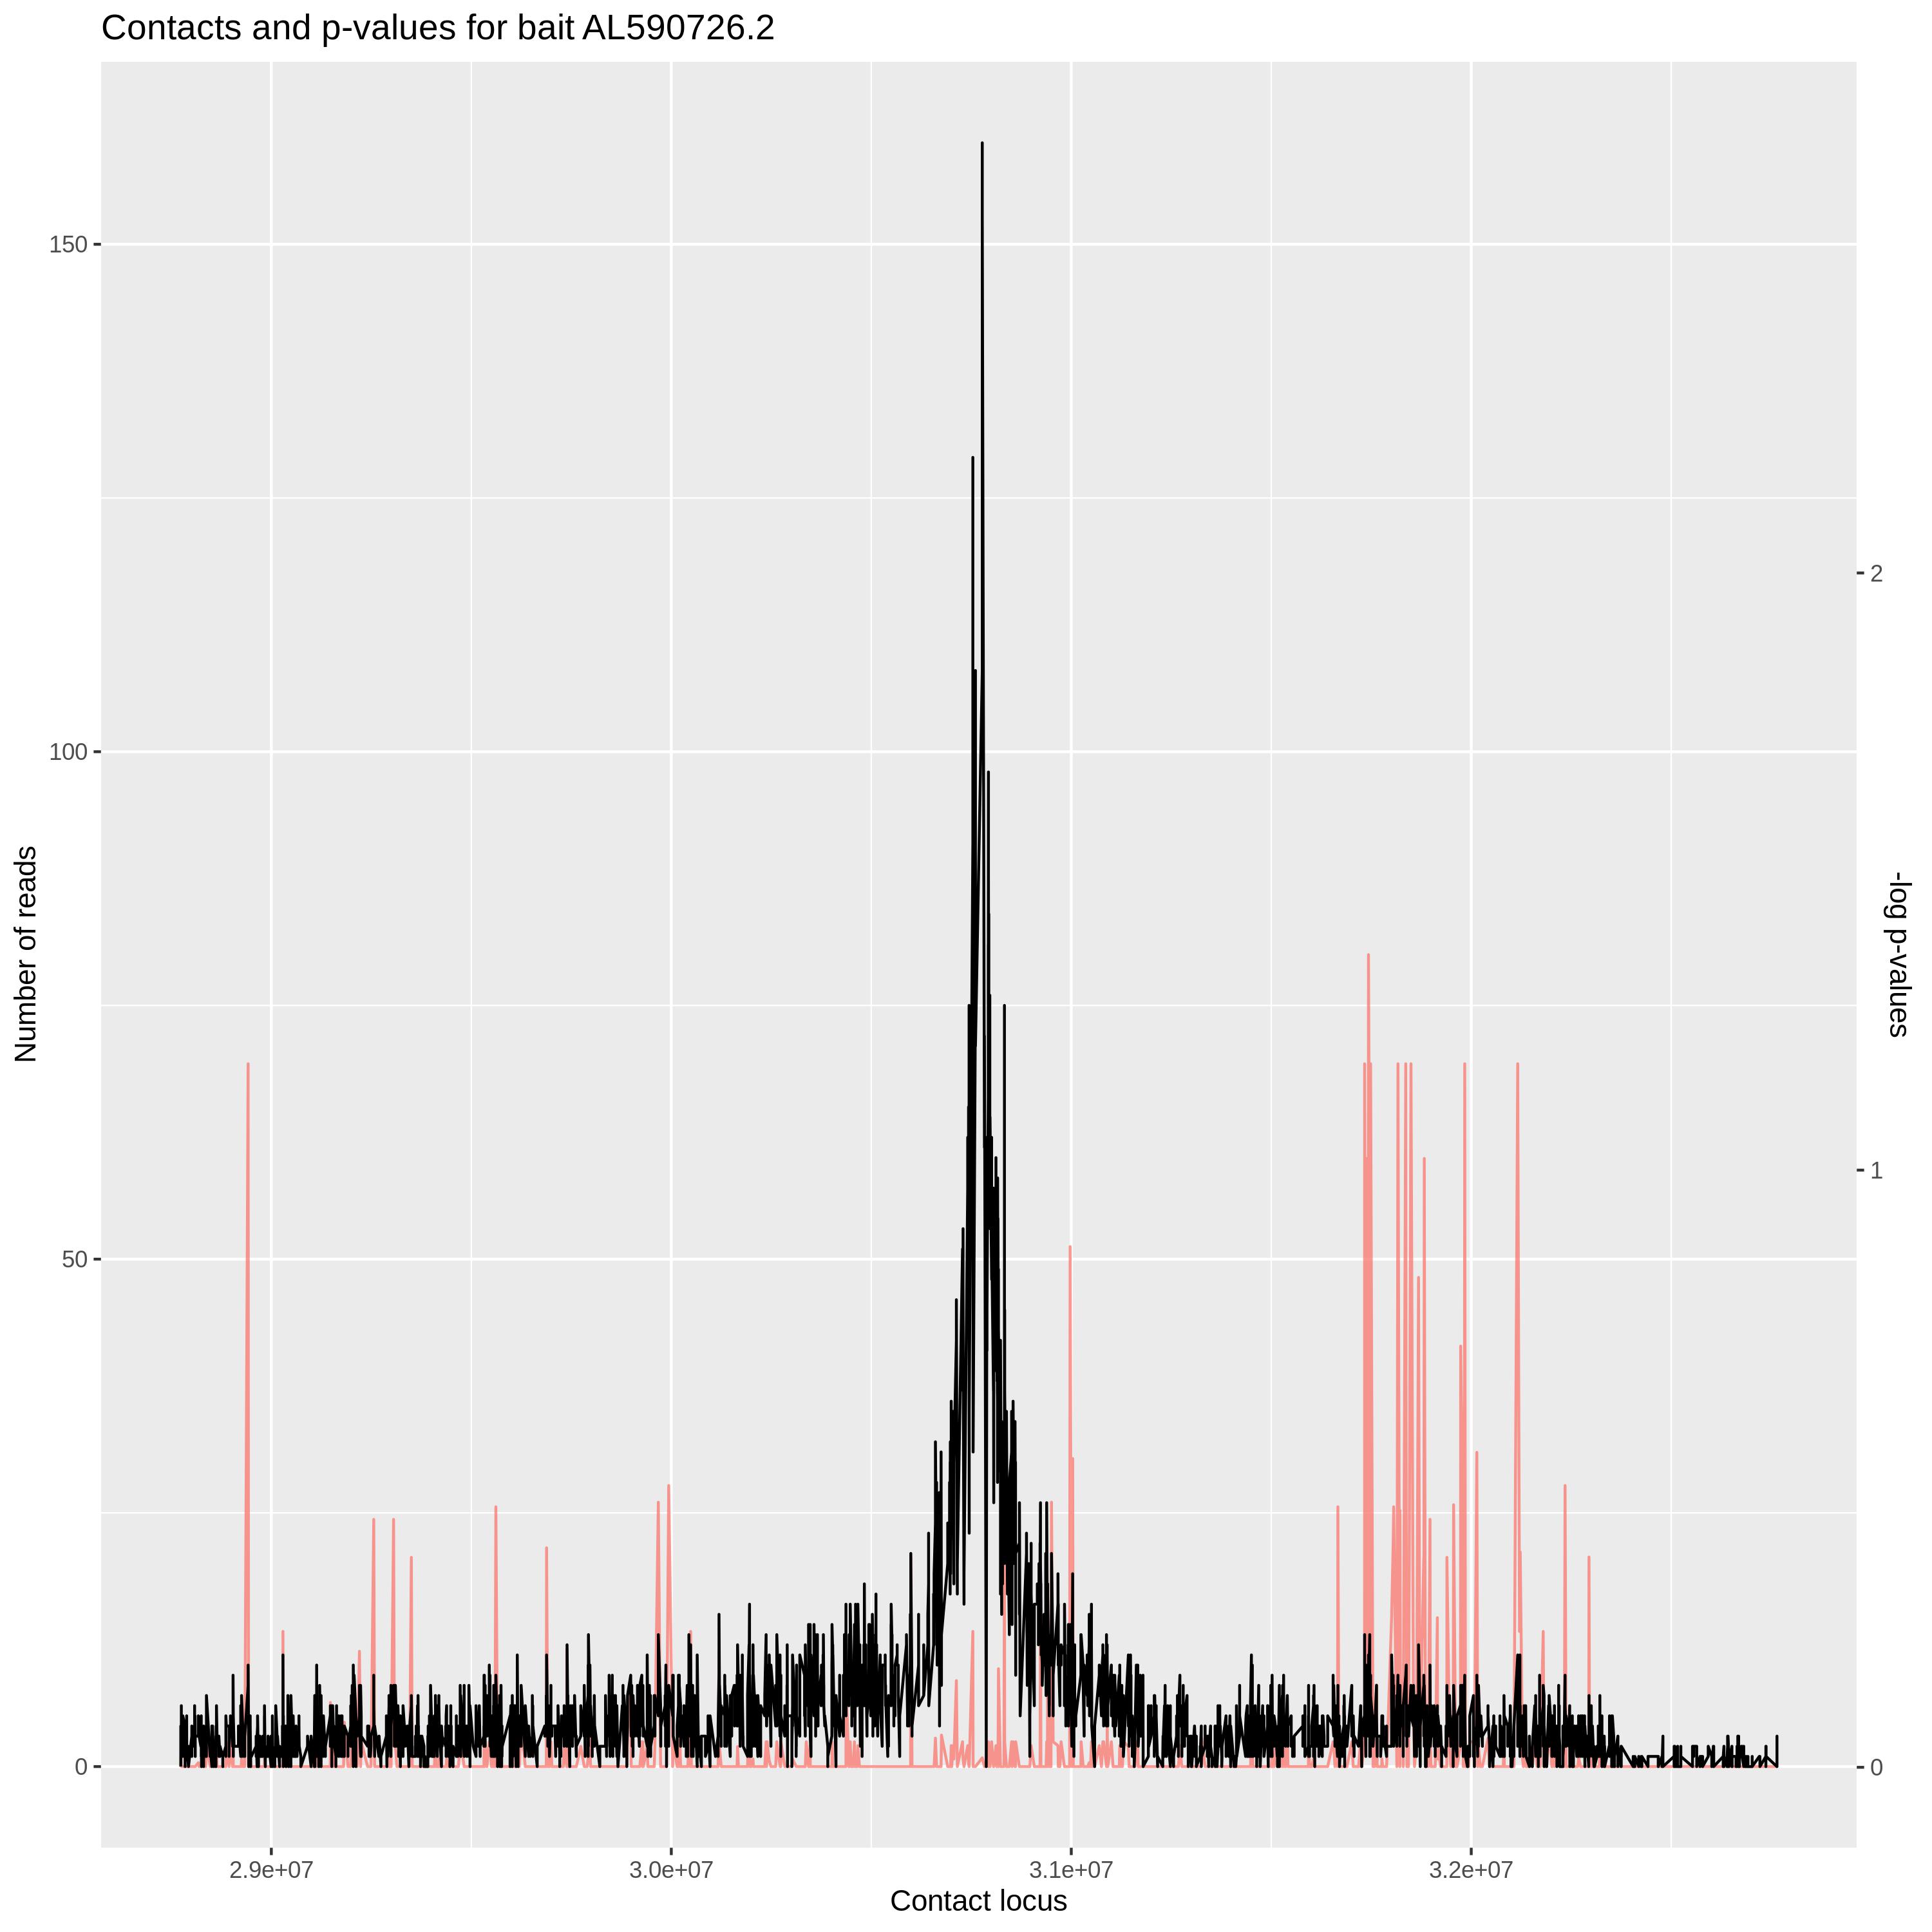 Contacts and p-values for bait AL590726.2
150
100
50
0
Number of reads
2
1
0
-log p-values
2.9e+07
3.0e+07
3.1e+07
3.2e+07
Contact locus